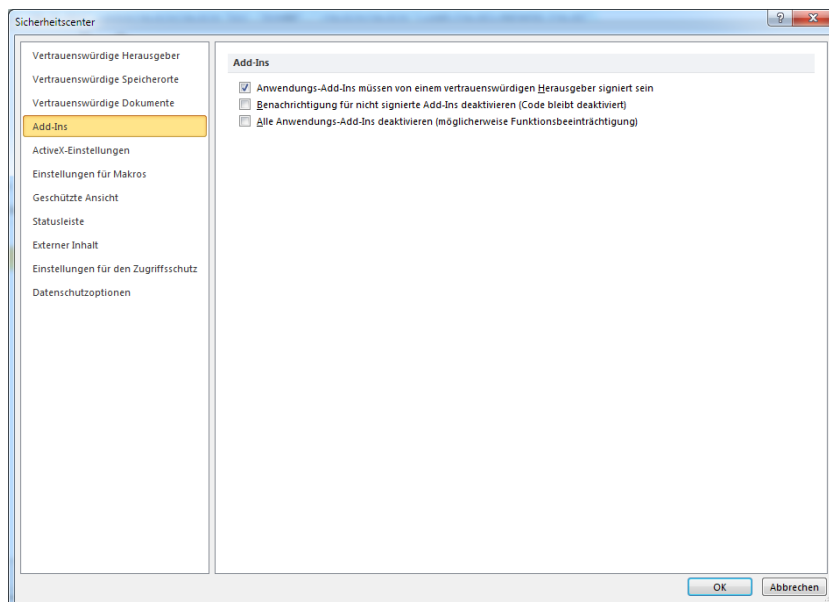 Sicherheitscenter
Vertrauenswürdige Herausgeber
Vertrauenswürdige Speicherorte
Vertrauenswürdige Dokumente
Add-Ins
ActiveX-Einstellungen
Einstellungen für Makros
Geschützte Ansicht
Statusleiste
Externer Inhalt
Einstellungen für den Zugriffsschutz
Datenschutzoptionen
Add-Ins
Anwendungs-Add-Ins müssen von einem vertrauenswürdigen Herausgeber signiert sein
Benachrichtigung für nicht signierte Add-Ins deaktivieren (Code bleibt deaktiviert)
Alle Anwendungs-Add-Ins deaktivieren (möglicherweise Funktionsbeeinträchtigung)
OK
Abbrechen